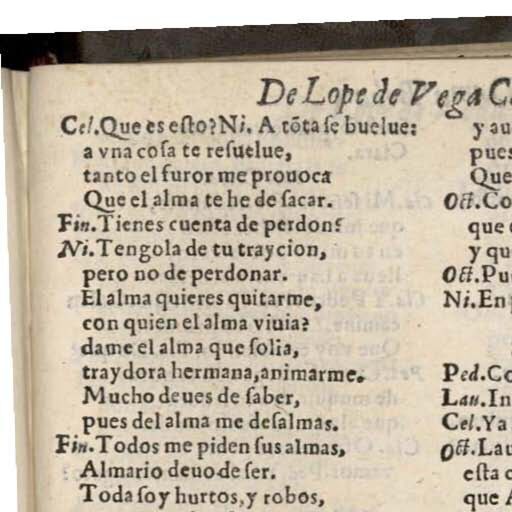 De Lope de Vega C
Cel. Que es esto? Ni. A tõta se buelue:
a vna cosa te resuelue,
tanto el furor me prouoca
Que el alma te he de sacar.
Fin. Tienes cuenta de perdons
Ni. Tengola de tu traycion,
pero no de perdonar.
El alma quieres quitarme,
con quien el alma viuia?
dame el alma que solia,
traydora hermana, animarme.
Mucho deues de saber,
pues del alma me desalmas.
Fin. Todos me piden sus almas,
Almario deuo de ser.
Toda soy hurtos, y robos,
y au
pues
Que
Oct. Co
que
y qu
Oct. Pu
Ni. En
Ped. Co
Lau. In
Cel. Ya
Oct. Lau
esta
que